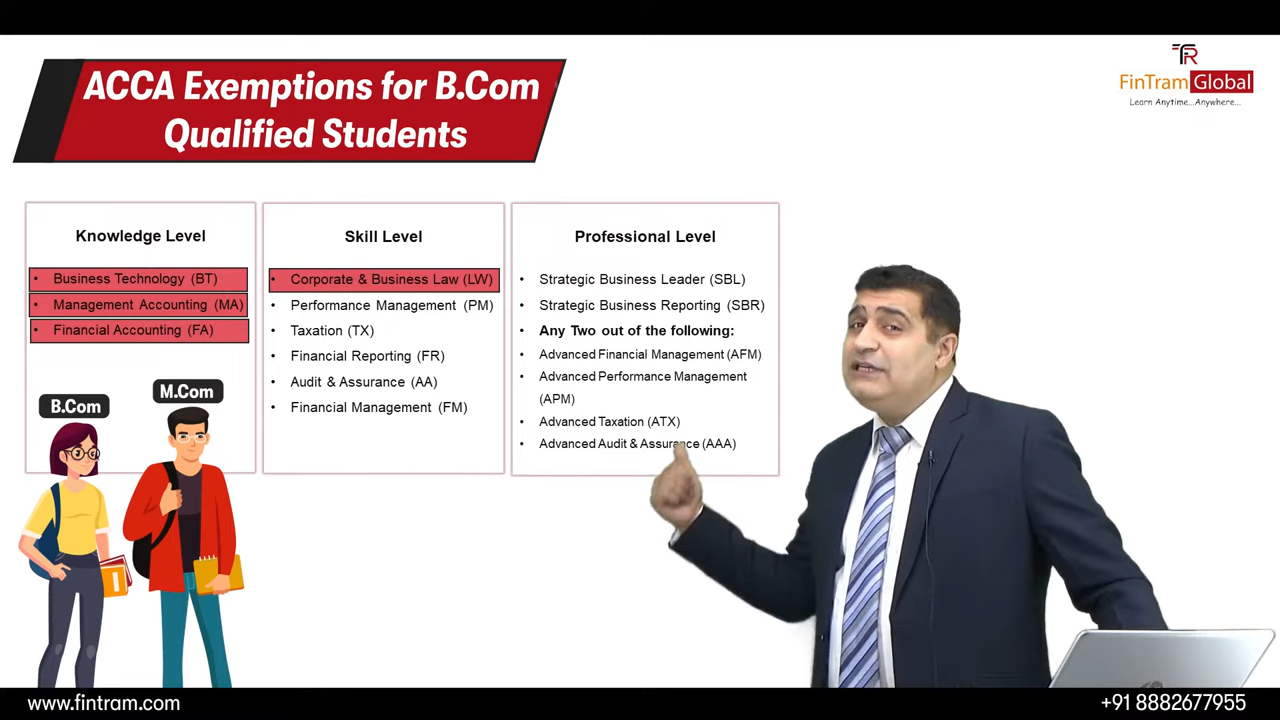 ACCA Exemptions for B.Com
Qualified Students
FR
FinTram Global
Learn Anytime...Anywhere...
Knowledge Level
• Business Technology (BT)
• Management Accounting (MA)
• Financial Accounting (FA)
Skill Level
• Corporate & Business Law (LW)
• Performance Management (PM)
• Taxation (TX)
• Financial Reporting (FR)
• Audit & Assurance (AA)
• Financial Management (FM)
Professional Level
• Strategic Business Leader (SBL)
• Strategic Business Reporting (SBR)
• Any Two out of the following:
• Advanced Financial Management (AFM)
• Advanced Performance Management
(APM)
• Advanced Taxation (ATX)
• Advanced Audit & Assurance (AAA)
B.Com
M.Com
www.fintram.com
+91 8882677955